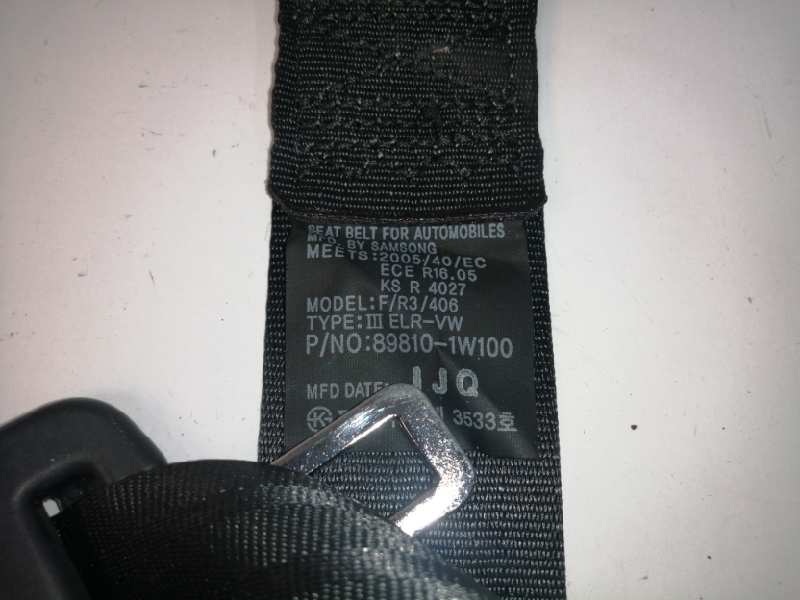 SEAT BELT FOR AUTOMOBILES
MFG. BY SAMSONG
MEETS:2005/40/EC
ECE R16.05
KS R 4027
MODEL:F/R3/406
TYPE:III ELR-VW
P/NO:89810-1W100
MFD DATE: IJQ
3533호